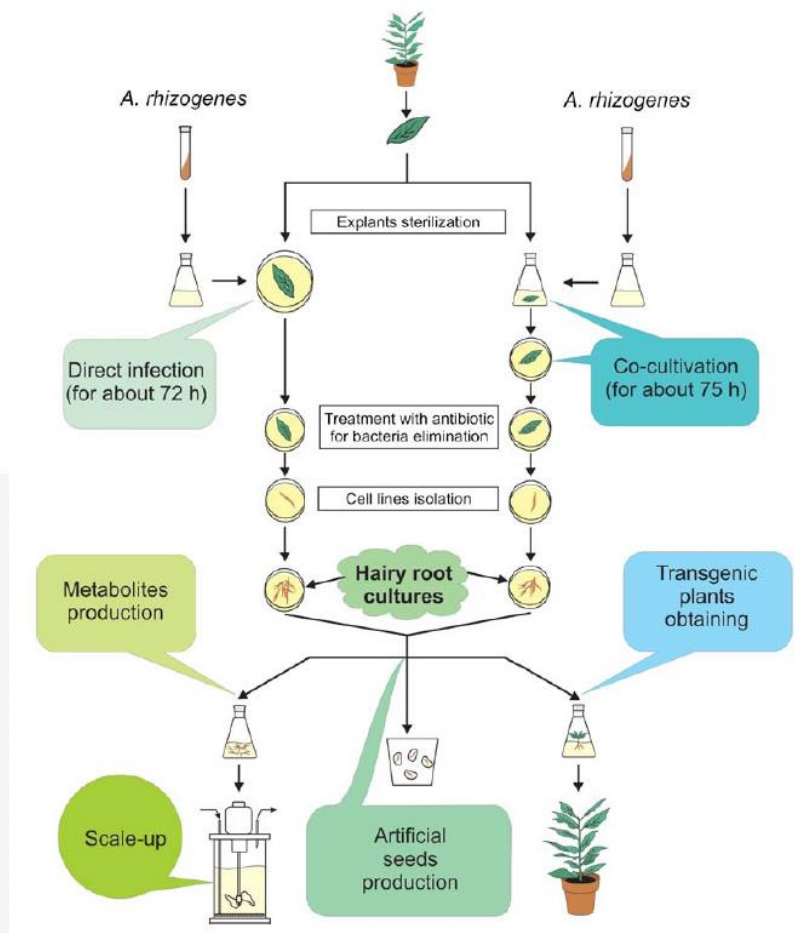 A. rhizogenes
A. rhizogenes
Explants sterilization
Direct infection
(for about 72 h)
Co-cultivation
(for about 75 h)
Treatment with antibiotic
for bacteria elimination
Cell lines isolation
Hairy root
cultures
Metabolites
production
Transgenic
plants
obtaining
Scale-up
Artificial
seeds
production